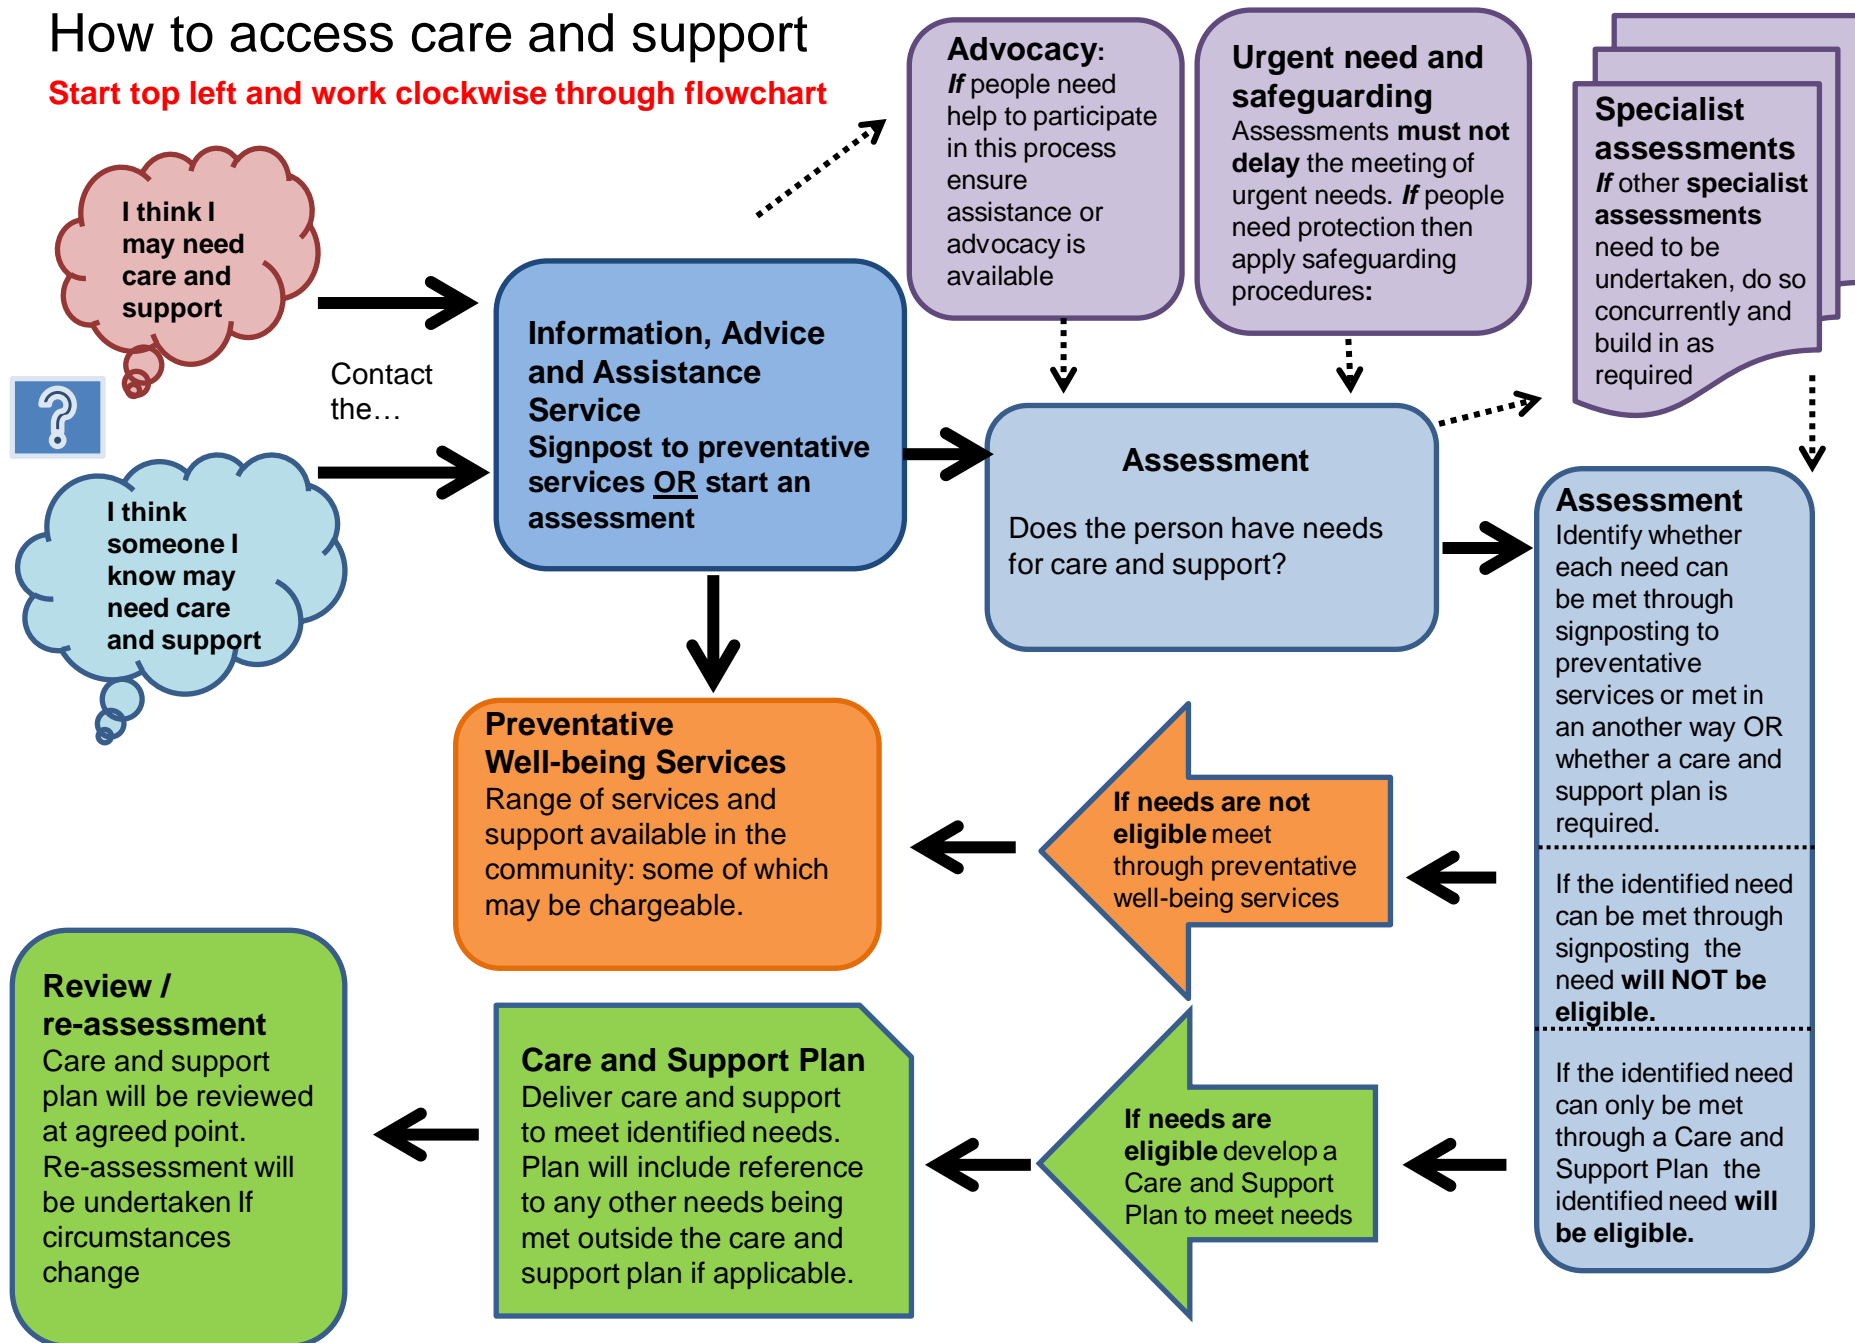 How to access care and support
Start top left and work clockwise through flowchart
I think I
may need
care and
support
Contact
the…
I think
someone I
know may
need care
and support
Information, Advice
and Assistance
Service
Signpost to preventative
services OR start an
assessment
Advocacy:
If people need
help to participate
in this process
ensure
assistance or
advocacy is
available
Urgent need and
safeguarding
Assessments must not
delay the meeting of
urgent needs. If people
need protection then
apply safeguarding
procedures:
Specialist
assessments
If other specialist
assessments
need to be
undertaken, do so
concurrently and
build in as
required
Assessment
Does the person have needs
for care and support?
Assessment
Identify whether
each need can
be met through
signposting to
preventative
services or met in
an another way OR
whether a care and
support plan is
required.
If the identified need
can be met through
signposting the
need will NOT be
eligible.
If the identified need
can only be met
through a Care and
Support Plan the
identified need will
be eligible.
If needs are not
eligible meet
through preventative
well-being services
Preventative
Well-being Services
Range of services and
support available in the
community: some of which
may be chargeable.
If needs are
eligible develop a
Care and Support
Plan to meet needs
Care and Support Plan
Deliver care and support
to meet identified needs.
Plan will include reference
to any other needs being
met outside the care and
support plan if applicable.
Review /
re-assessment
Care and support
plan will be reviewed
at agreed point.
Re-assessment will
be undertaken If
circumstances
change